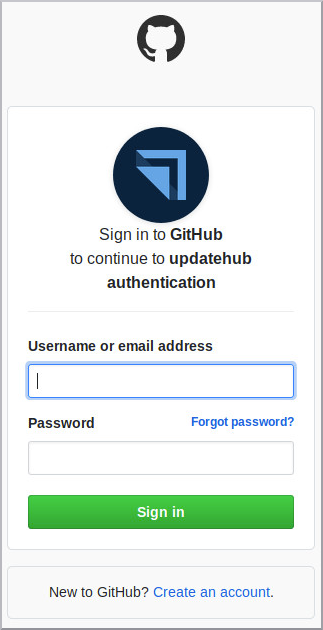 Sign in to GitHub
to continue to updatehub
authentication
Username or email address
Password Forgot password?
Sign in
New to GitHub? Create an account.